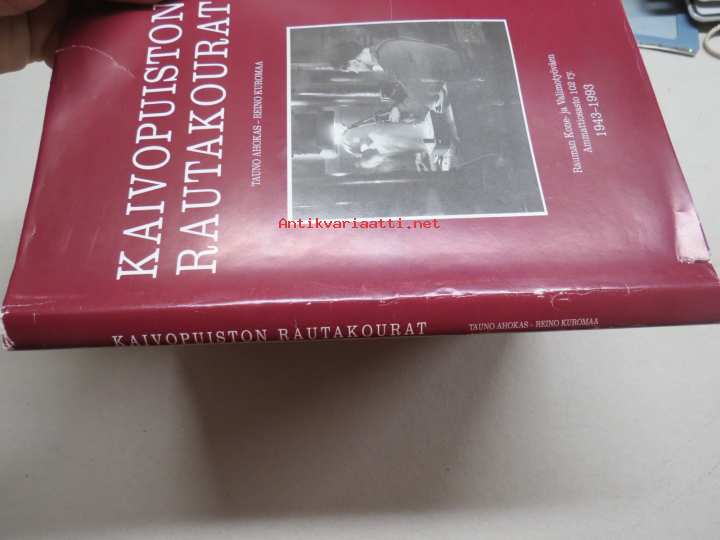 KAIVOPUISTON
RAUTAKOURAT
TAUNO AHOKAS – REINO KUROMAA
Rauman Kone- ja Valimotyöväen
Ammattiosasto 102 ry.
1943–1993
Antikvariaatti.net
KAIVOPUISTON RAUTAKOURAT
TAUNO AHOKAS – REINO KUROMAA